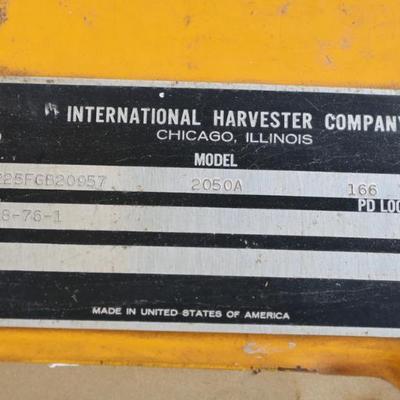 INTERNATIONAL HARVESTER COMPANY
CHICAGO, ILLINOIS
MODEL
225FGB20957 2050A 166
PD LOC
8-76-1
MADE IN UNITED STATES OF AMERICA